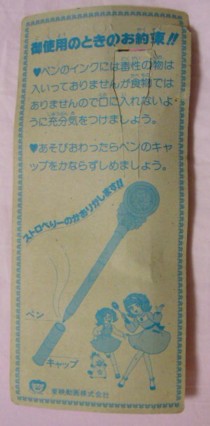 御使用のときのお約束!!
♥ペンのインクには毒性の物は
入いっておりませんが食物では
ありませんので口に入れないよ
うに充分気をつけましょう。
♥あそびおわったらペンのキャ
ップをかならずしめましょう。
ストロベリーのかおりがします!!
ペン
キャップ